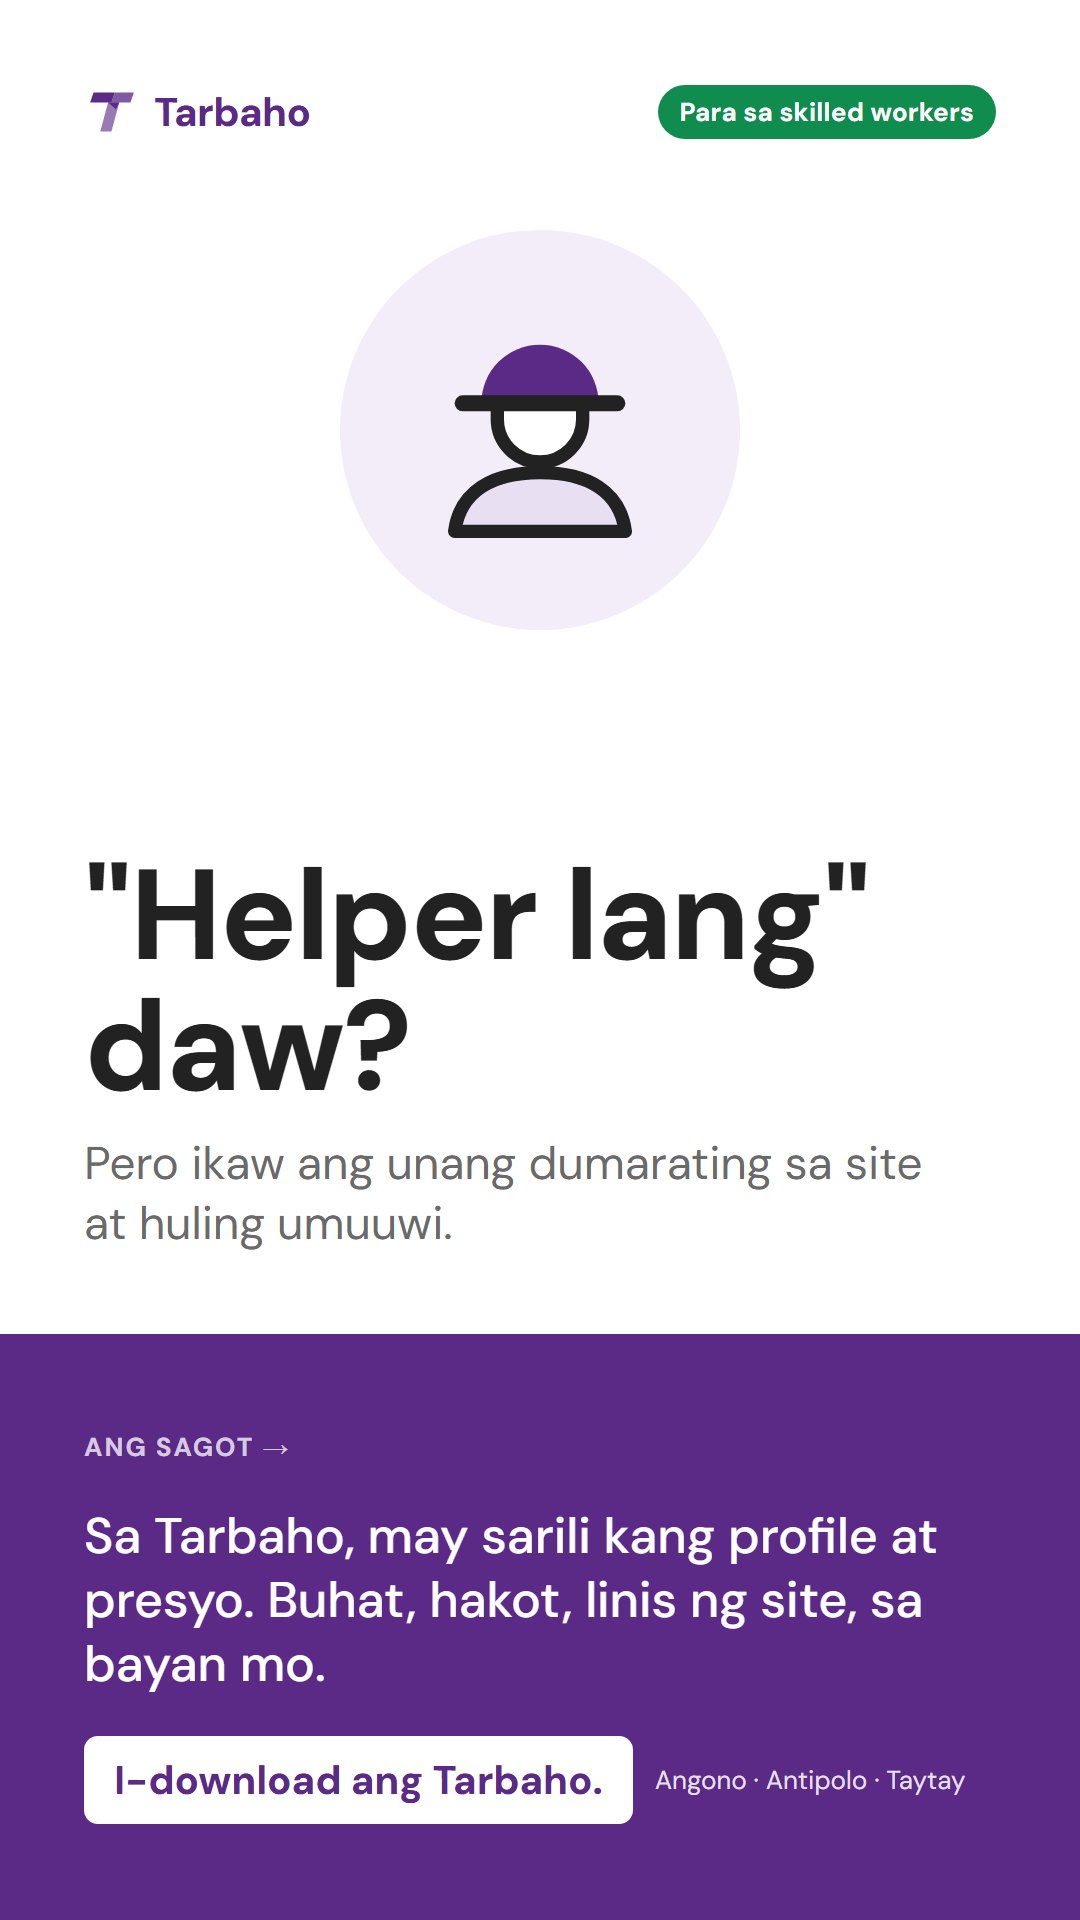 Tarbaho
Para sa skilled workers
"Helper lang"
daw?
Pero ikaw ang unang dumarating sa site
at huling umuuwi.
ANG SAGOT →
Sa Tarbaho, may sarili kang profile at
presyo. Buhat, hakot, linis ng site, sa
bayan mo.
I-download ang Tarbaho.
Angono · Antipolo · Taytay